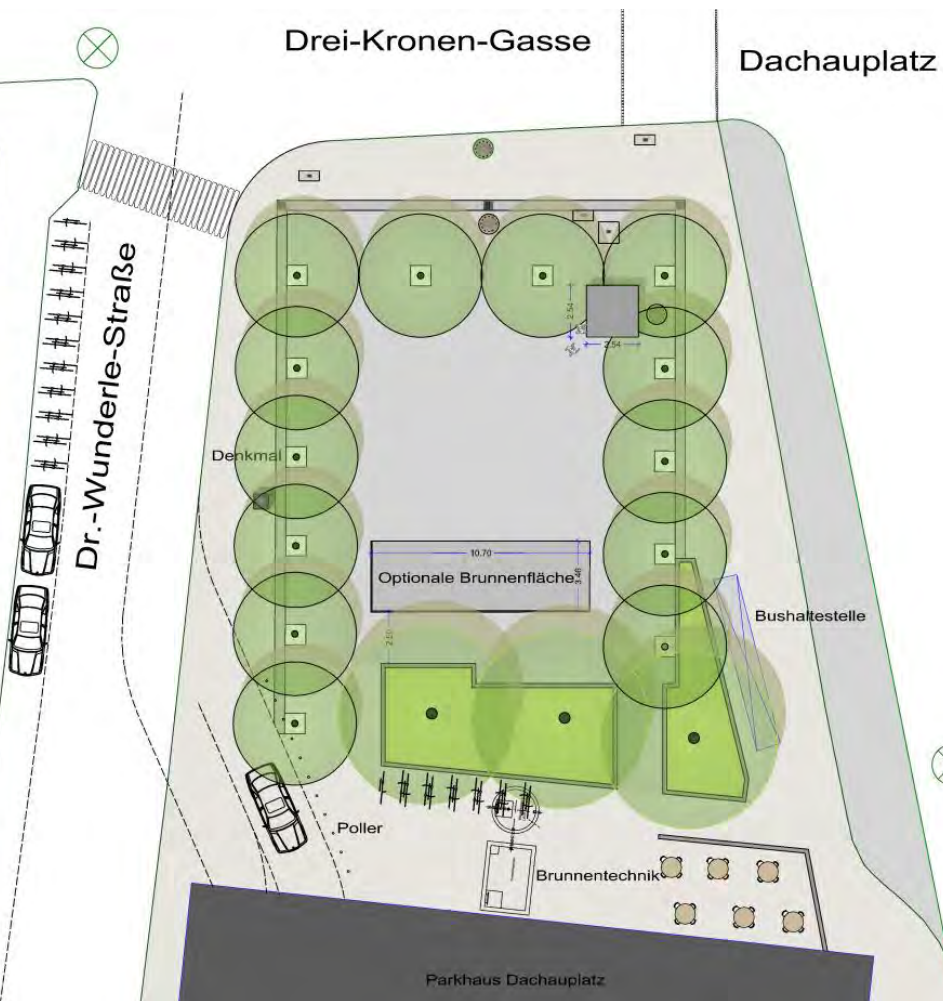 Drei-Kronen-Gasse
Dachauplatz
Dr.-Wunderle-Straße
2.54
2.54
Denkmal
10.70
Optionale Brunnenfläche
3.46
Bushaltestelle
Poller
Brunnentechnik
Parkhaus Dachauplatz